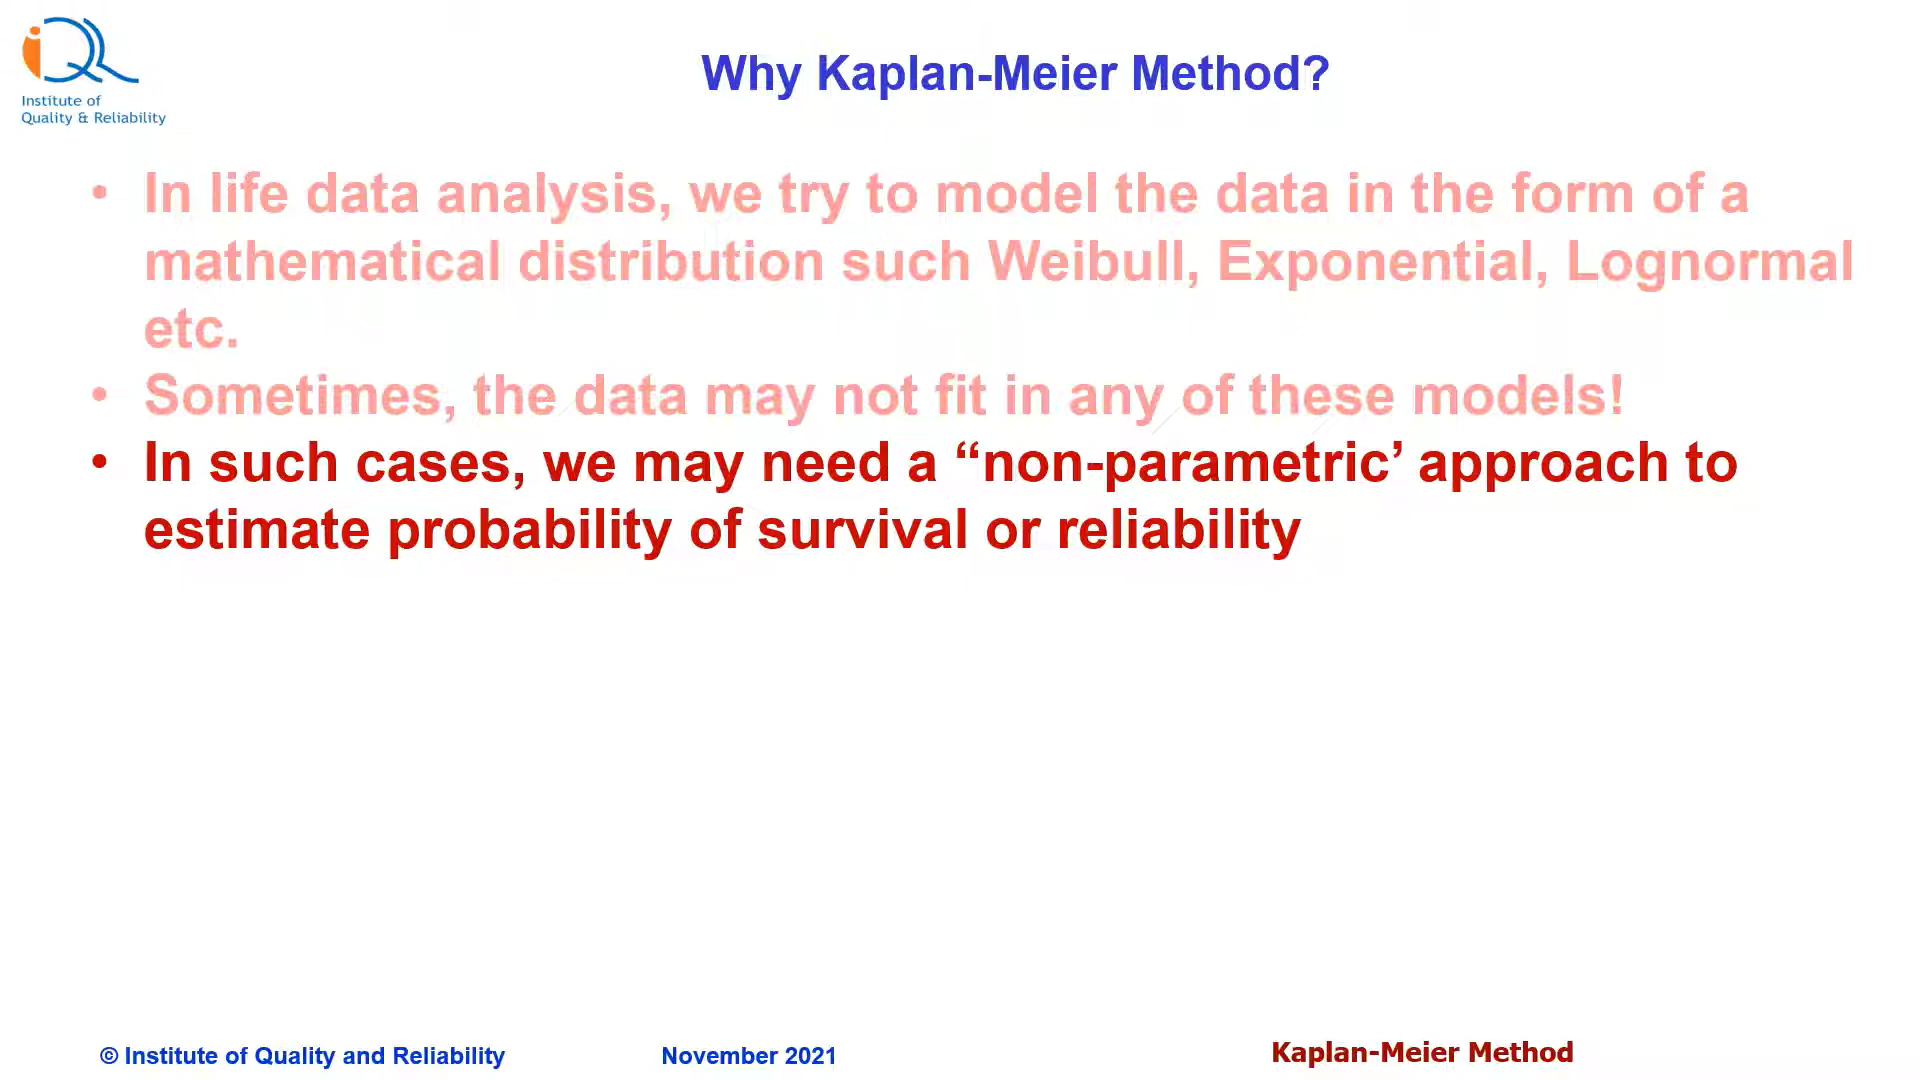 iQR
Institute of
Quality & Reliability
Why Kaplan-Meier Method?
• In life data analysis, we try to model the data in the form of a
mathematical distribution such Weibull, Exponential, Lognormal
etc.
• Sometimes, the data may not fit in any of these models!
• In such cases, we may need a “non-parametric’ approach to
estimate probability of survival or reliability
© Institute of Quality and Reliability
November 2021
Kaplan-Meier Method